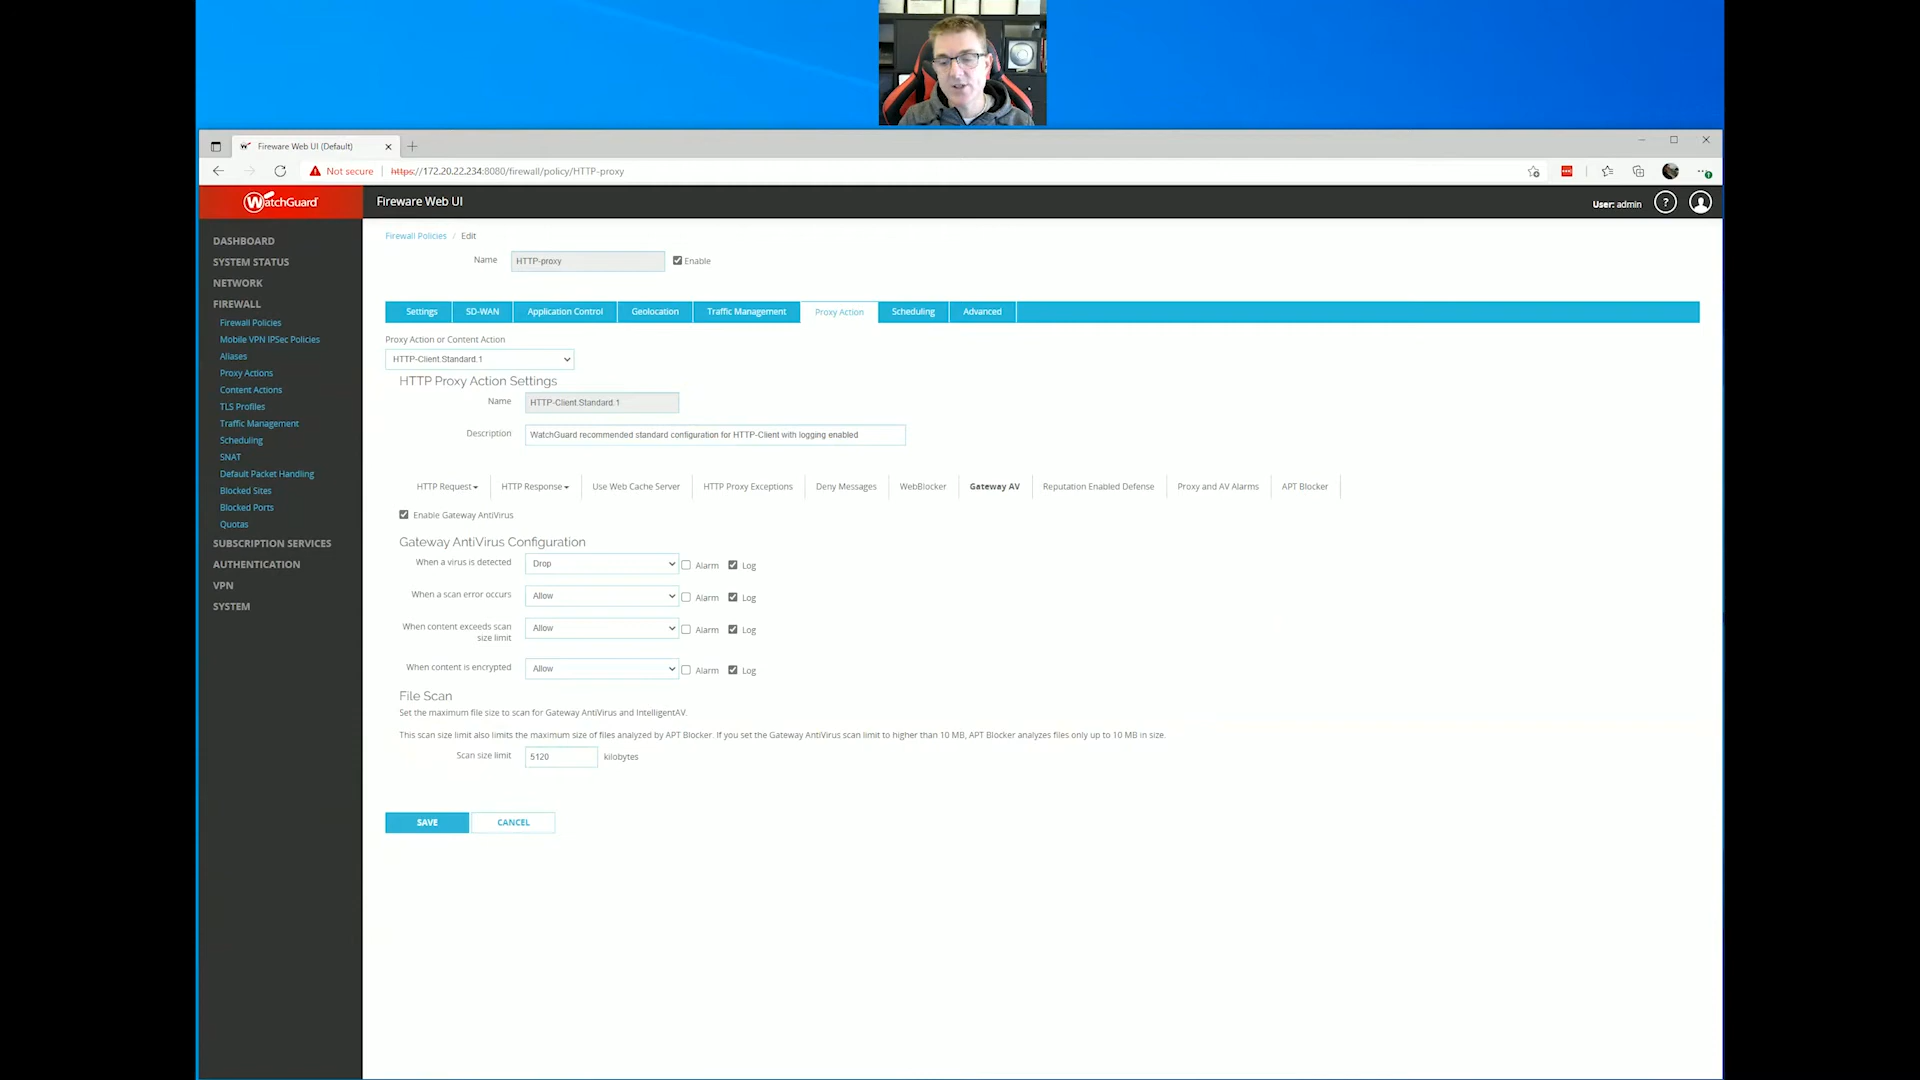 Fireware Web UI (Default)
Not secure
https://172.20.22.234:8080/firewall/policy/HTTP-proxy
WatchGuard
Fireware Web UI
User: admin
?
DASHBOARD
SYSTEM STATUS
NETWORK
FIREWALL
Firewall Policies
Mobile VPN IPSec Policies
Aliases
Proxy Actions
Content Actions
TLS Profiles
Traffic Management
Scheduling
SNAT
Default Packet Handling
Blocked Sites
Blocked Ports
Quotas
SUBSCRIPTION SERVICES
AUTHENTICATION
VPN
SYSTEM
Firewall Policies / Edit
Name HTTP-proxy Enable
Settings SD-WAN Application Control Geolocation Traffic Management Proxy Action Scheduling Advanced
Proxy Action or Content Action
HTTP-Client.Standard.1
HTTP Proxy Action Settings
Name HTTP-Client.Standard.1
Description WatchGuard recommended standard configuration for HTTP-Client with logging enabled
HTTP Request HTTP Response Use Web Cache Server HTTP Proxy Exceptions Deny Messages WebBlocker Gateway AV Reputation Enabled Defense Proxy and AV Alarms APT Blocker
Enable Gateway AntiVirus
Gateway AntiVirus Configuration
When a virus is detected Drop Alarm Log
When a scan error occurs Allow Alarm Log
When content exceeds scan
size limit Allow Alarm Log
When content is encrypted Allow Alarm Log
File Scan
Set the maximum file size to scan for Gateway AntiVirus and IntelligentAV.
This scan size limit also limits the maximum size of files analyzed by APT Blocker. If you set the Gateway AntiVirus scan limit to higher than 10 MB, APT Blocker analyzes files only up to 10 MB in size.
Scan size limit 5120 kilobytes
SAVE CANCEL